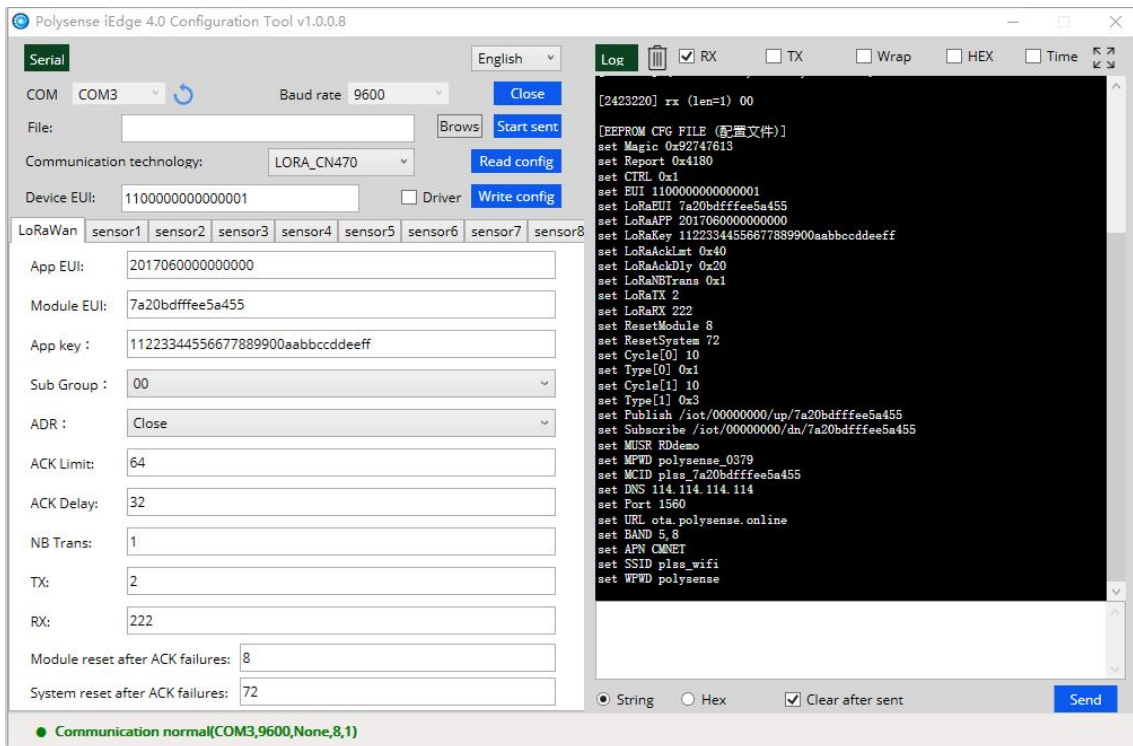 Polysense iEdge 4.0 Configuration Tool v1.0.0.8
Serial
English
COM COM3 Baud rate 9600 Close
File: Brows Start sent
Communication technology: LORA_CN470 Read config
Device EUI: 1100000000000001 Driver Write config
LoRaWan sensor1 sensor2 sensor3 sensor4 sensor5 sensor6 sensor7 sensor8
App EUI: 2017060000000000
Module EUI: 7a20bdfffee5a455
App key： 11223344556677889900aabbccddeeff
Sub Group： 00
ADR： Close
ACK Limit: 64
ACK Delay: 32
NB Trans: 1
TX: 2
RX: 222
Module reset after ACK failures: 8
System reset after ACK failures: 72
Log RX TX Wrap HEX Time
[2423220] rx (len=1) 00
[EEPROM CFG FILE (配置文件)]
set Magic 0x92747613
set Report 0x4180
set CTRL 0x1
set EUI 1100000000000001
set LoRaEUI 7a20bdfffee5a455
set LoRaAPP 2017060000000000
set LoRaKey 11223344556677889900aabbccddeeff
set LoRaAckLmt 0x40
set LoRaAckDly 0x20
set LoRaNBTrans 0x1
set LoRaTX 2
set LoRaRX 222
set ResetModule 8
set ResetSystem 72
set Cycle[0] 10
set Type[0] 0x1
set Cycle[1] 10
set Type[1] 0x3
set Publish /iot/00000000/up/7a20bdfffee5a455
set Subscribe /iot/00000000/dn/7a20bdfffee5a455
set MUSR RDdemo
set MPWD polysense_0379
set MCID plss_7a20bdfffee5a455
set DNS 114.114.114.114
set Port 1560
set URL ota.polysense.online
set BAND 5,8
set APN CMNET
set SSID plss_wifi
set WPWD polysense
String Hex Clear after sent Send
Communication normal(COM3,9600,None,8,1)